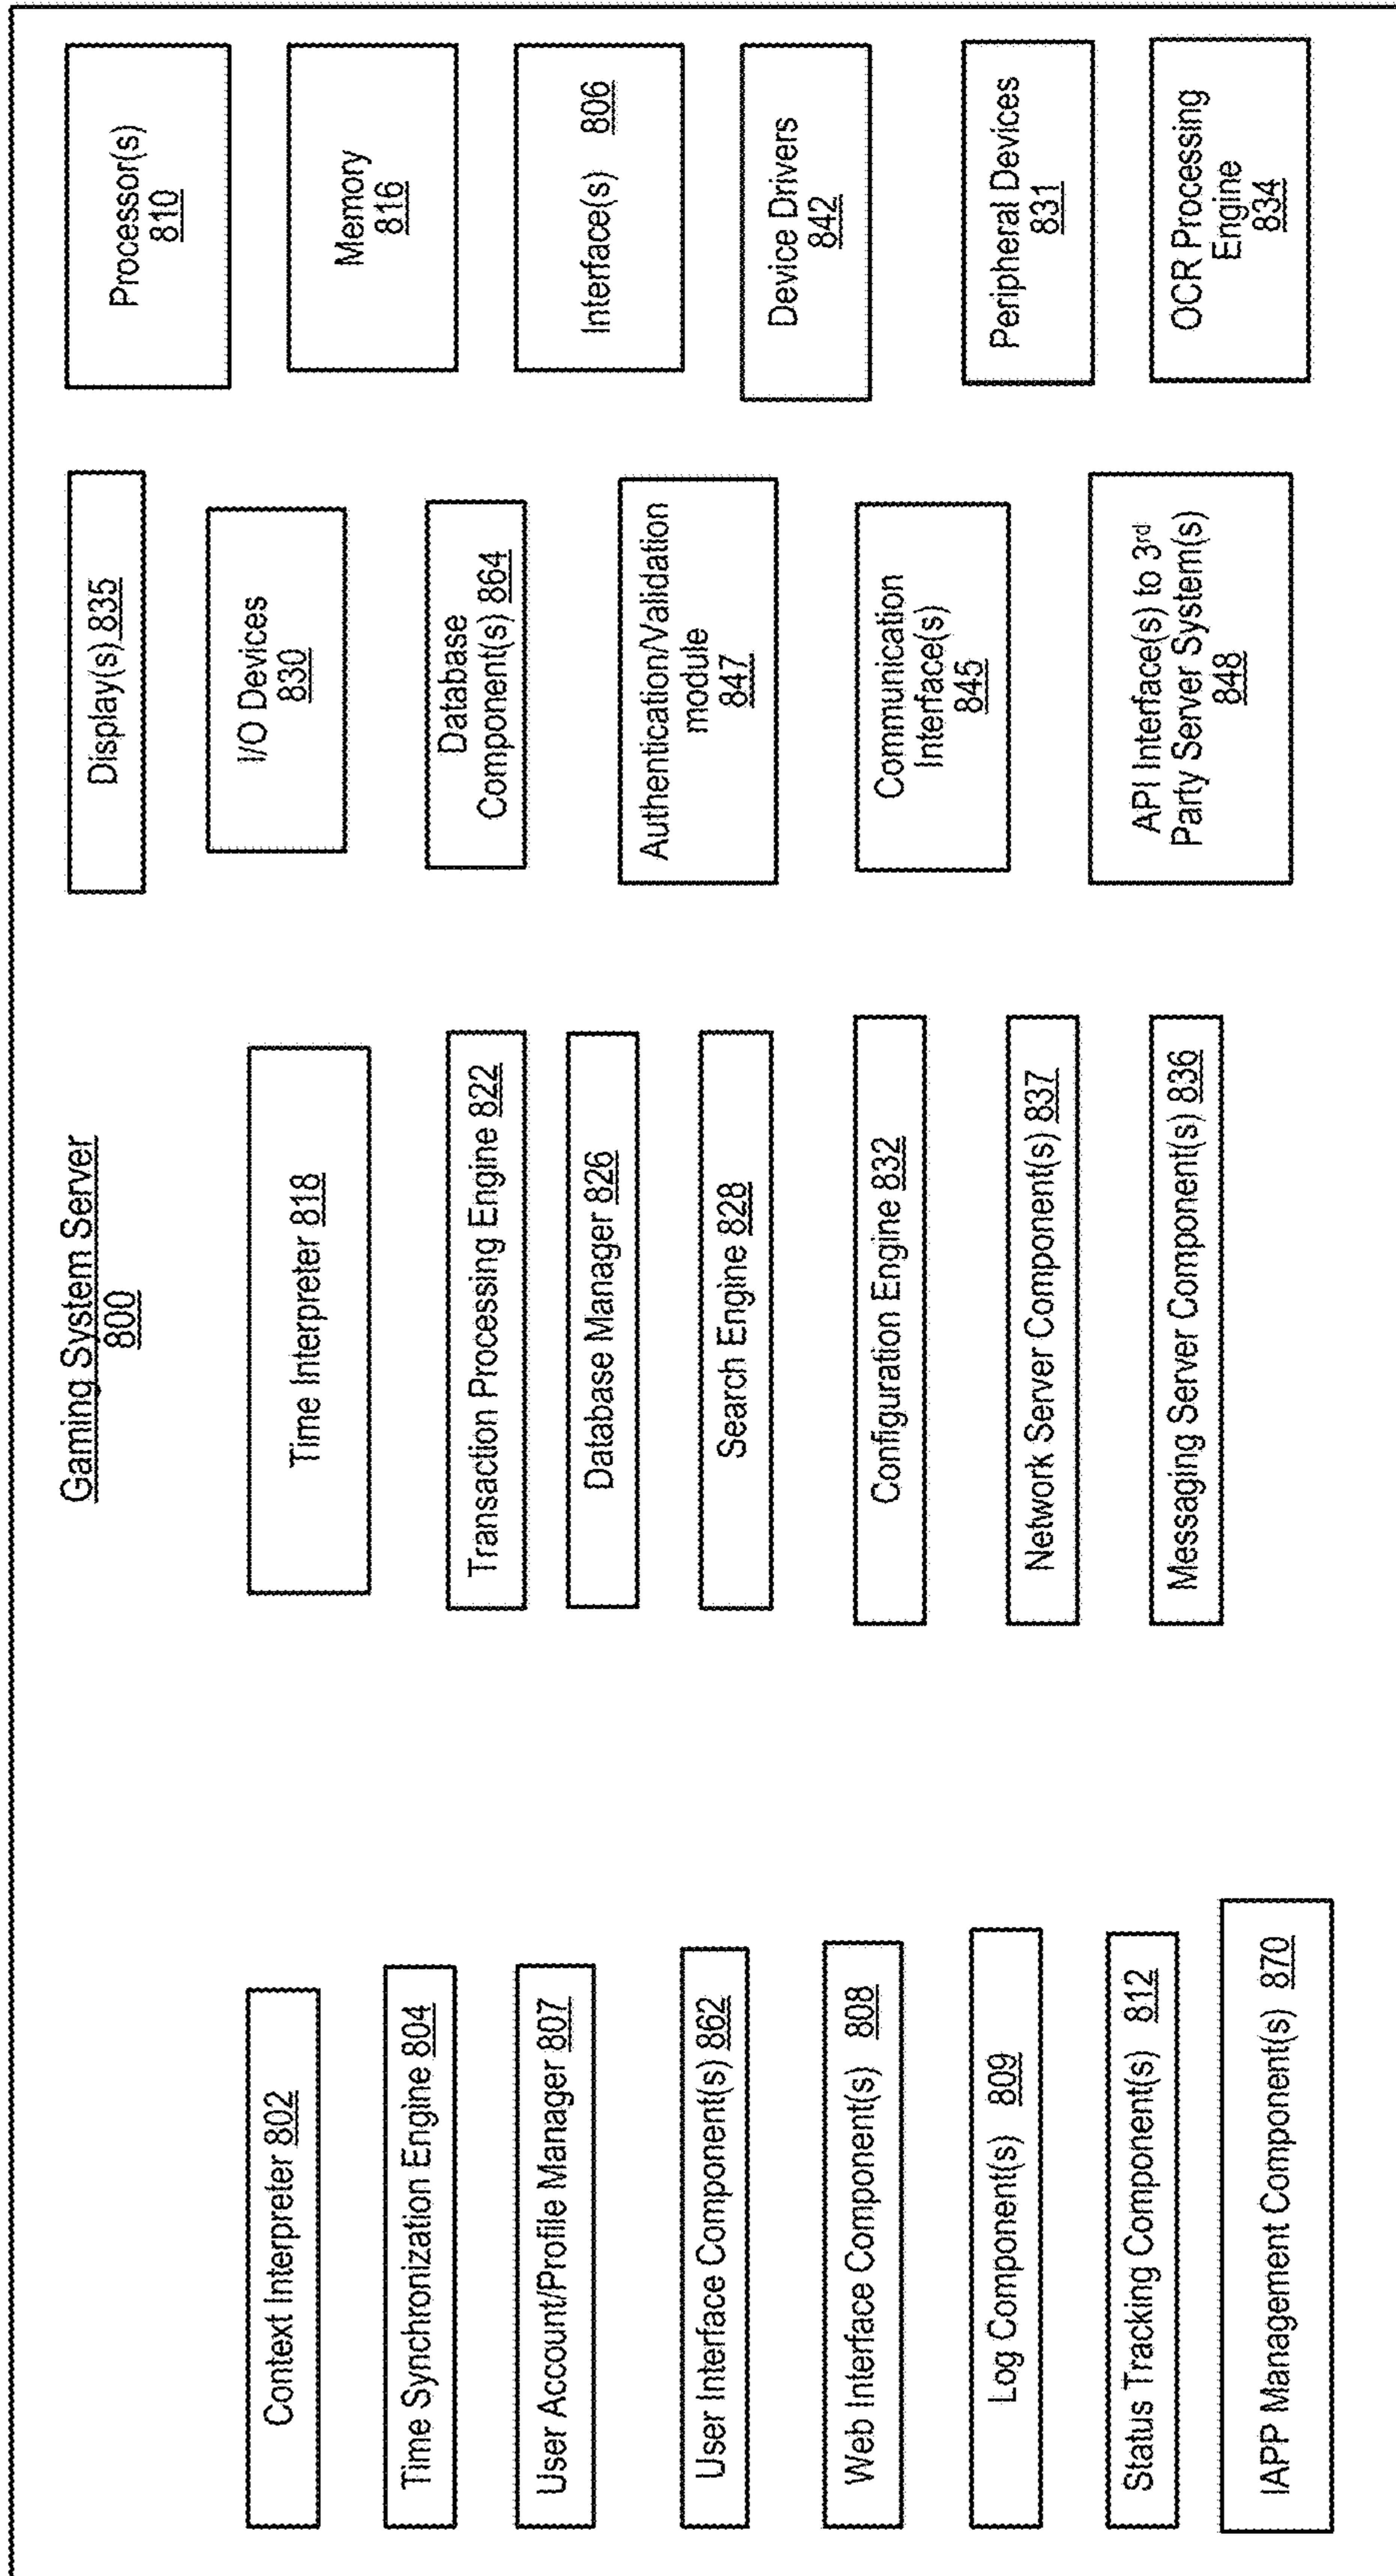 Gaming System Server
800
Context Interpreter 802
Time Synchronization Engine 804
User Account/Profile Manager 807
User Interface Component(s) 862
Web Interface Component(s) 808
Log Component(s) 809
Status Tracking Component(s) 812
IAPP Management Component(s) 870
Time Interpreter 818
Transaction Processing Engine 822
Database Manager 826
Search Engine 828
Configuration Engine 832
Network Server Component(s) 837
Messaging Server Component(s) 836
Display(s) 835
I/O Devices
830
Database
Component(s) 864
Authentication/Validation
module
847
Communication
Interface(s)
845
API Interface(s) to 3rd
Party Server System(s)
848
Processor(s)
810
Memory
816
Interface(s) 806
Device Drivers
842
Peripheral Devices
831
OCR Processing
Engine
834